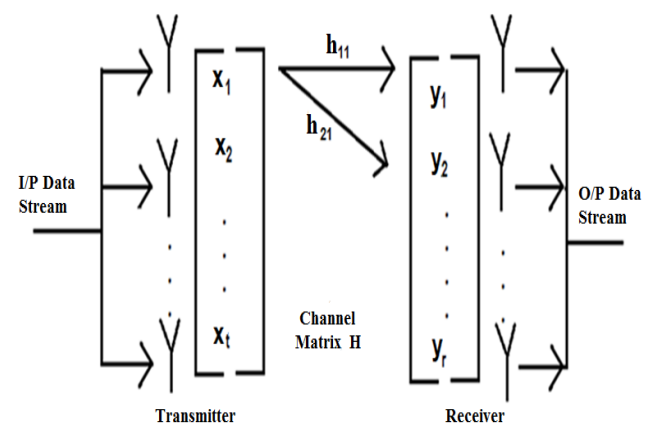 I/P Data
Stream
x1
x2
.
.
.
xt
Transmitter
h11
h21
Channel
Matrix H
y1
y2
.
.
.
.
yr
Receiver
O/P Data
Stream